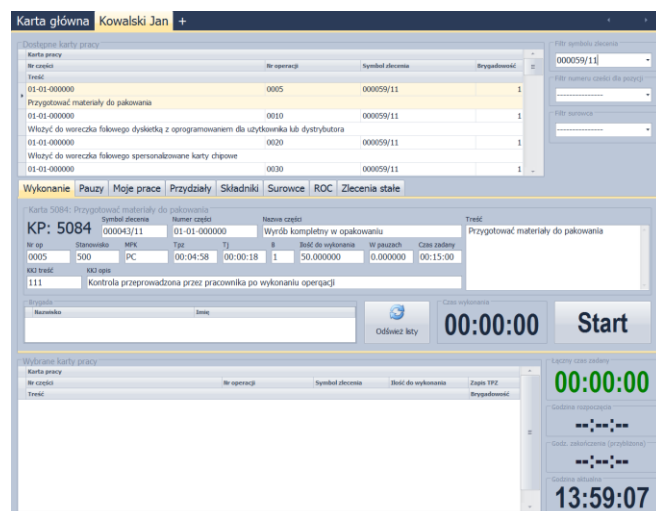 Karta główna Kowalski Jan +
Dostępne karty pracy
Karta pracy
Nr części Nr operacji Symbol zlecenia Brygadowość
Treść
01-01-000000 0005 000059/11 1
Przygotować materiały do pakowania
01-01-000000 0010 000059/11 1
Włożyć do woreczka foliowego dyskietką z oprogramowaniem dla użytkownika lub dystrybutora
01-01-000000 0020 000059/11 1
Włożyć do woreczka folowego spersonalizowane karty chipowe
01-01-000000 0030 000059/11 1
Filtr symbolu zlecenia
000059/11
Filtr numeru cześci dla pozycji
---------------
Filtr surowca
---------------
Wykonanie Pauzy Moje prace Przydziały Składniki Surowce ROC Zlecenia stałe
Karta 5084: Przygotować materiały do pakowania
KP: 5084
Symbol zlecenia Numer części Nazwa części Treść
000043/11 01-01-000000 Wyrób kompletny w opakowaniu Przygotować materiały do pakowania
Nr op Stanowisko MPK Tpz Tj B Ilość do wykonania W pauzach Czas zadany
0005 500 PC 00:04:58 00:00:18 1 50.000000 0.000000 00:15:00
KKJ treść KKJ opis
111 Kontrola przeprowadzona przez pracownika po wykonaniu operqacji
Brygada
Nazwisko Imię
Odśwież listy
Czas wykonania
00:00:00
Start
Wybrane karty pracy
Karta pracy
Nr części Nr operacji Symbol zlecenia Ilość do wykonania Zapis TPZ
Treść Brygadowość
Łączny czas zadany
00:00:00
Godzina rozpoczęcia
--:--:--
Godz. zakończenia (przybliżona)
--:--:--
Godzina aktualna
13:59:07